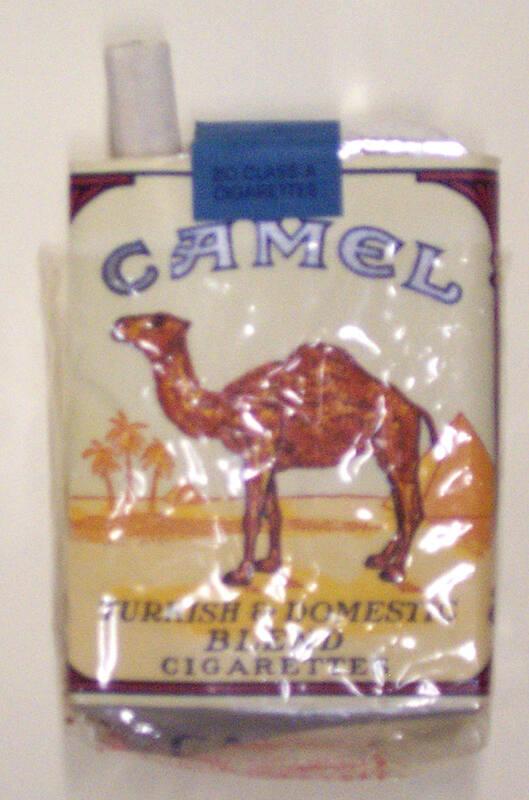 20 CLASS A
CIGARETTES
CAMEL
TURKISH & DOMESTIC
BLEND
CIGARETTES